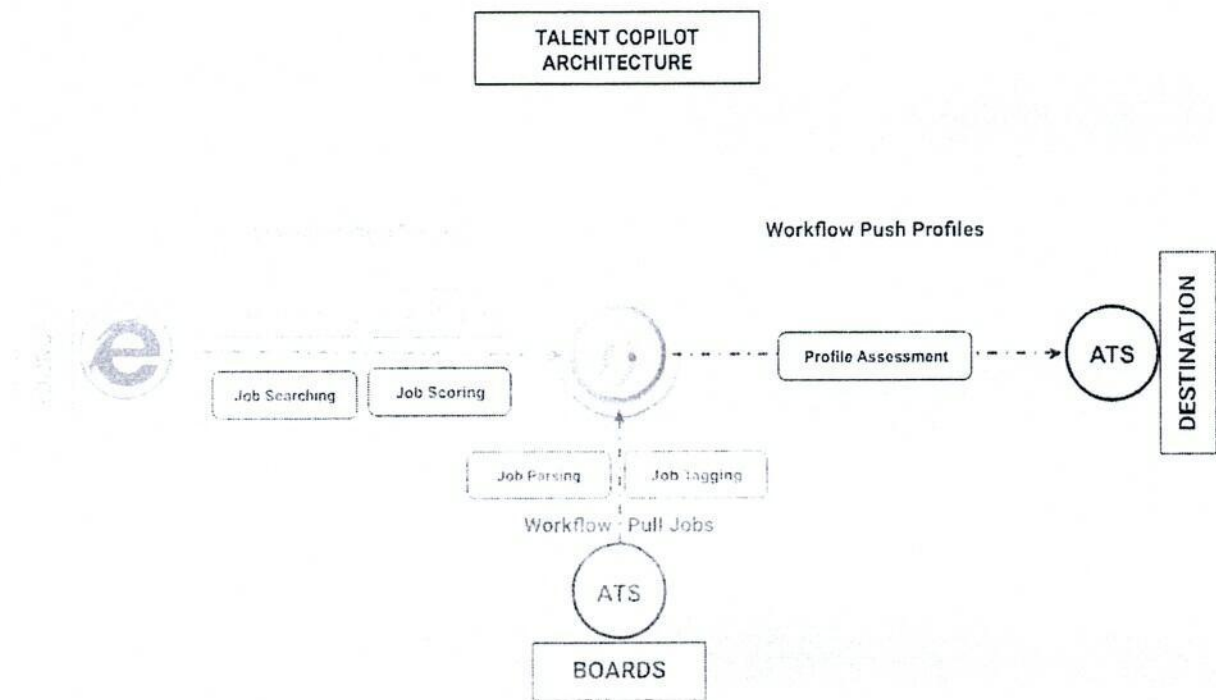 TALENT COPILOT
ARCHITECTURE
Workflow Push Profiles
Job Searching
Job Scoring
Profile Assessment
ATS
DESTINATION
Job Parsing
Job Tagging
Workflow Pull Jobs
ATS
BOARDS